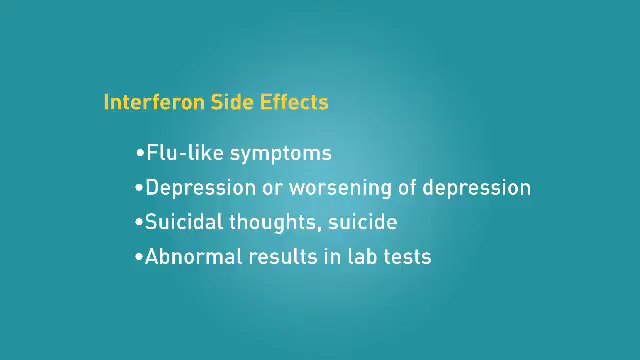 Interferon Side Effects
•Flu-like symptoms
•Depression or worsening of depression
•Suicidal thoughts, suicide
•Abnormal results in lab tests